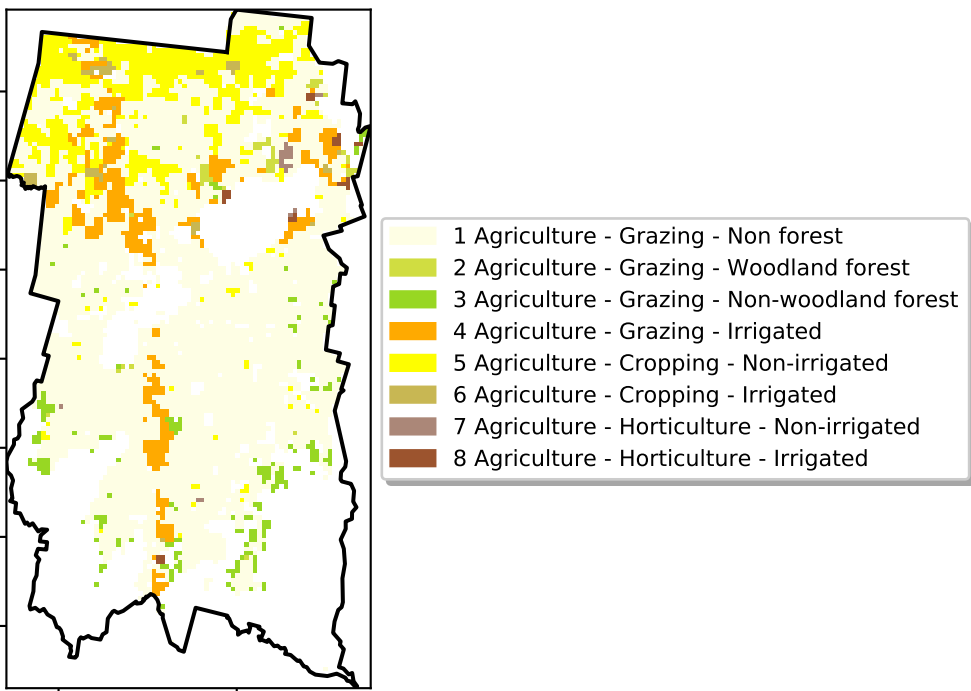 1 Agriculture - Grazing - Non forest
2 Agriculture - Grazing - Woodland forest
3 Agriculture - Grazing - Non-woodland forest
4 Agriculture - Grazing - Irrigated
5 Agriculture - Cropping - Non-irrigated
6 Agriculture - Cropping - Irrigated
7 Agriculture - Horticulture - Non-irrigated
8 Agriculture - Horticulture - Irrigated